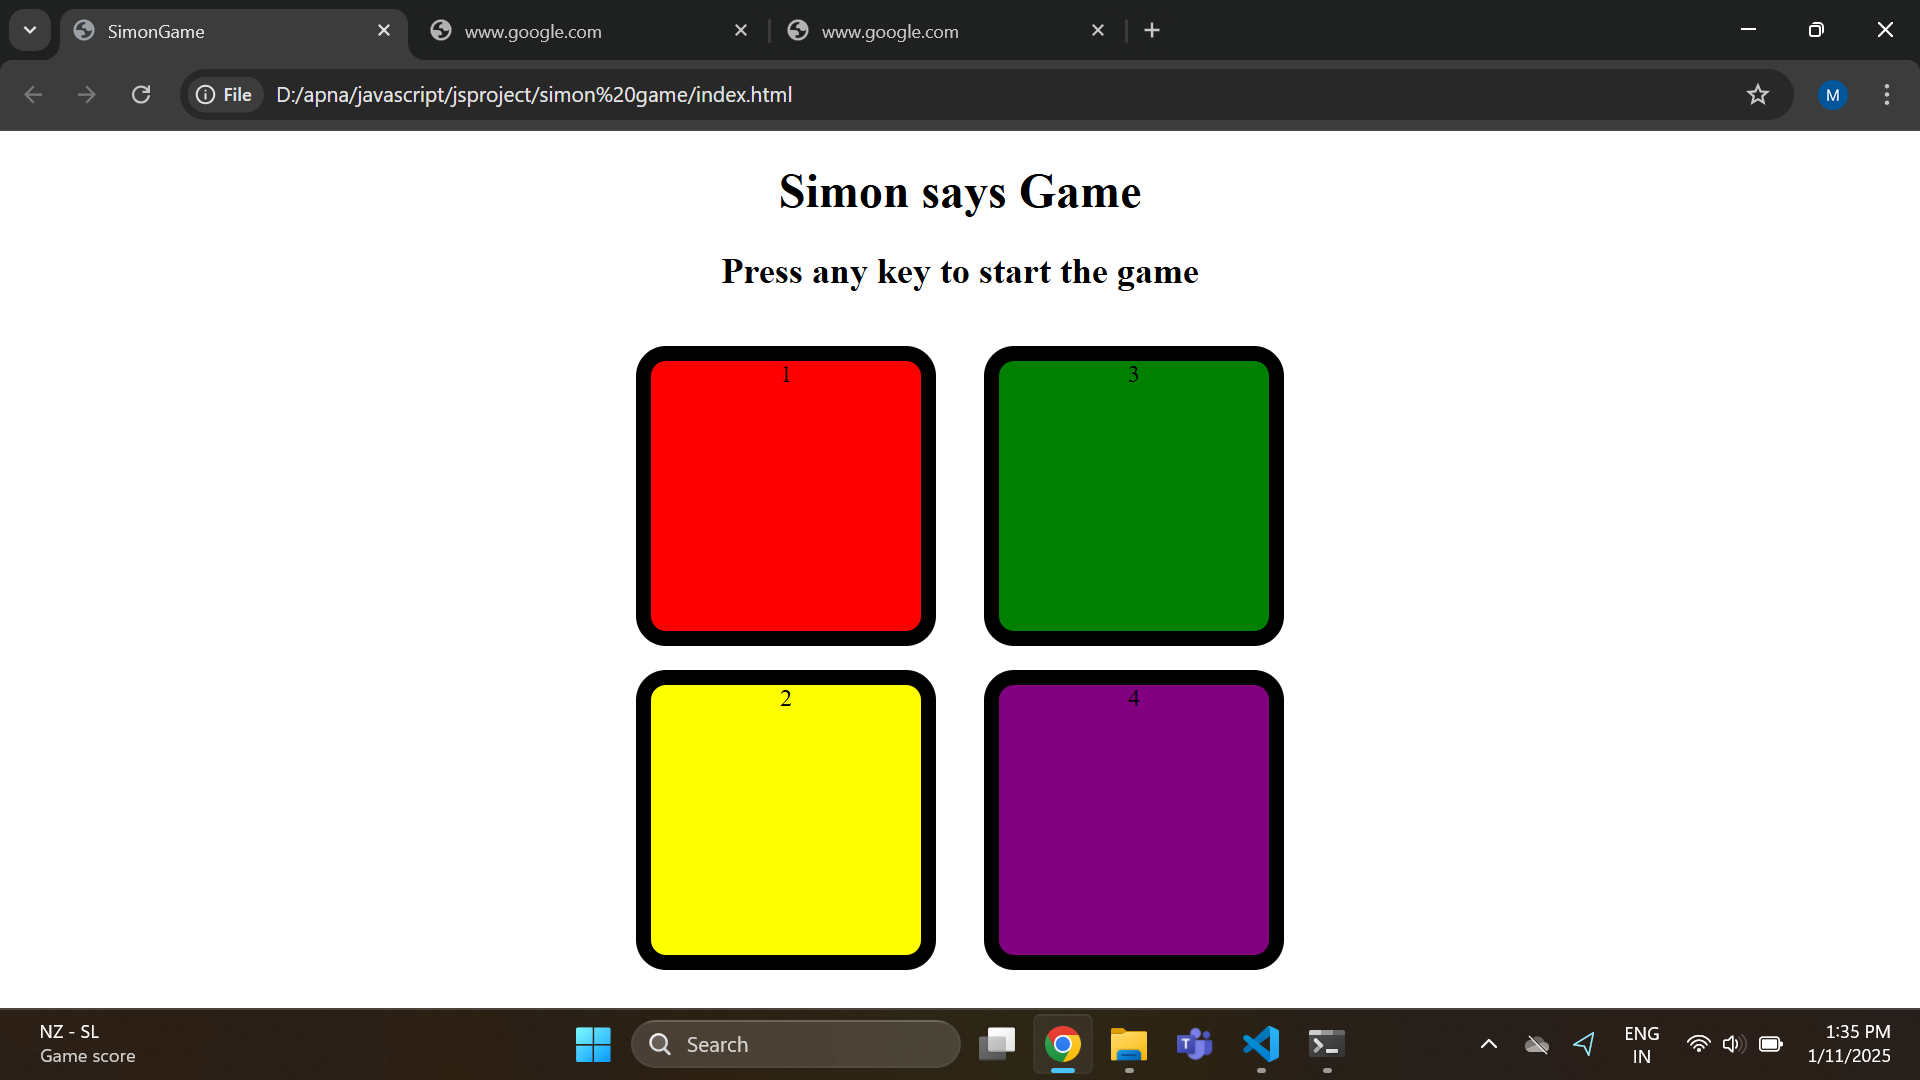 SimonGame
www.google.com
www.google.com
File
D:/apna/javascript/jsproject/simon%20game/index.html
M
Simon says Game
Press any key to start the game
1
3
2
4
NZ - SL
Game score
Search
T
ENG
IN
1:35 PM
1/11/2025